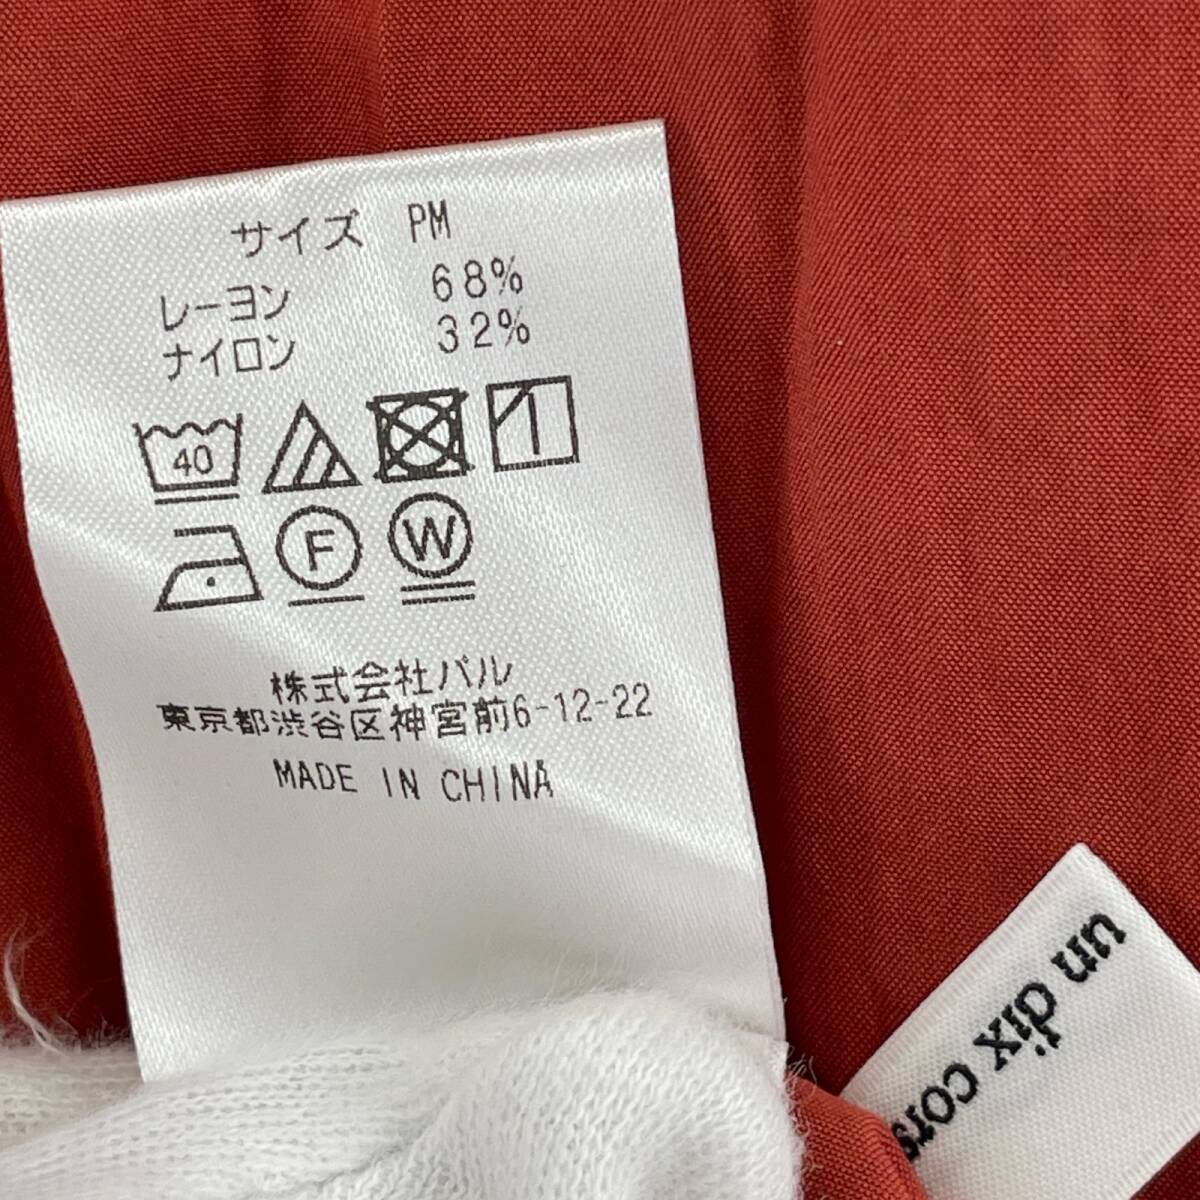 サイズ PM
レーヨン 68%
ナイロン 32%
40
F W
株式会社パル
東京都渋谷区神宮前6-12-22
MADE IN CHINA
un dix cors